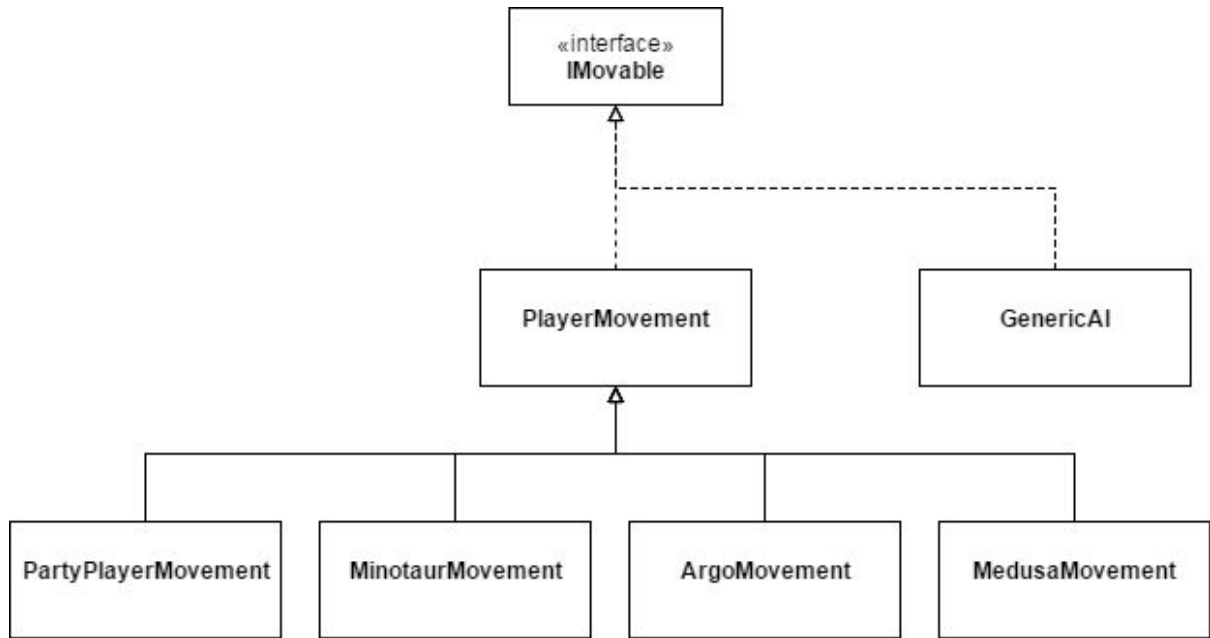 «interface»
IMovable
PlayerMovement
GenericAI
PartyPlayerMovement
MinotaurMovement
ArgoMovement
MedusaMovement